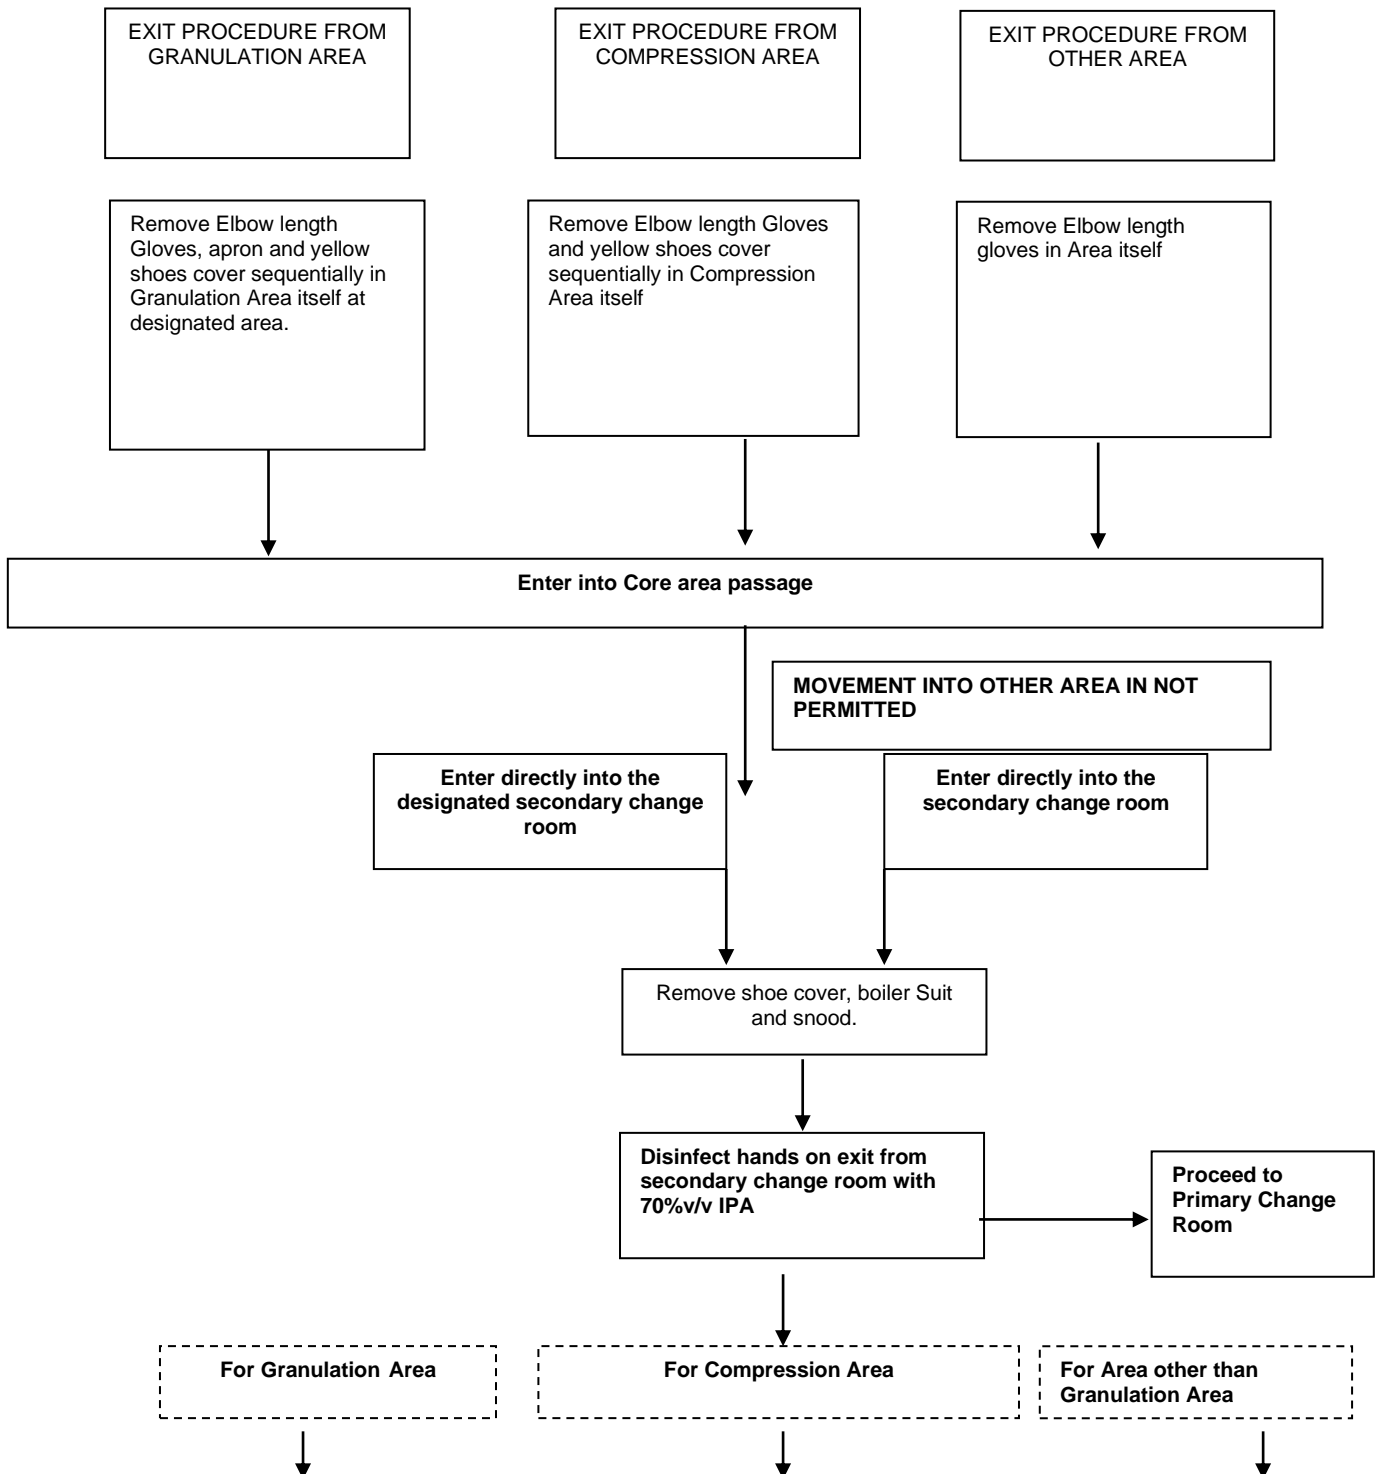 EXIT PROCEDURE FROM
GRANULATION AREA
EXIT PROCEDURE FROM
COMPRESSION AREA
EXIT PROCEDURE FROM
OTHER AREA
Remove Elbow length
Gloves, apron and yellow
shoes cover sequentially in
Granulation Area itself at
designated area.
Remove Elbow length Gloves
and yellow shoes cover
sequentially in Compression
Area itself
Remove Elbow length
gloves in Area itself
Enter into Core area passage
MOVEMENT INTO OTHER AREA IN NOT
PERMITTED
Enter directly into the
designated secondary change
room
Enter directly into the
secondary change room
Remove shoe cover, boiler Suit
and snood.
Disinfect hands on exit from
secondary change room with
70%v/v IPA
Proceed to
Primary Change
Room
For Granulation Area
For Compression Area
For Area other than
Granulation Area